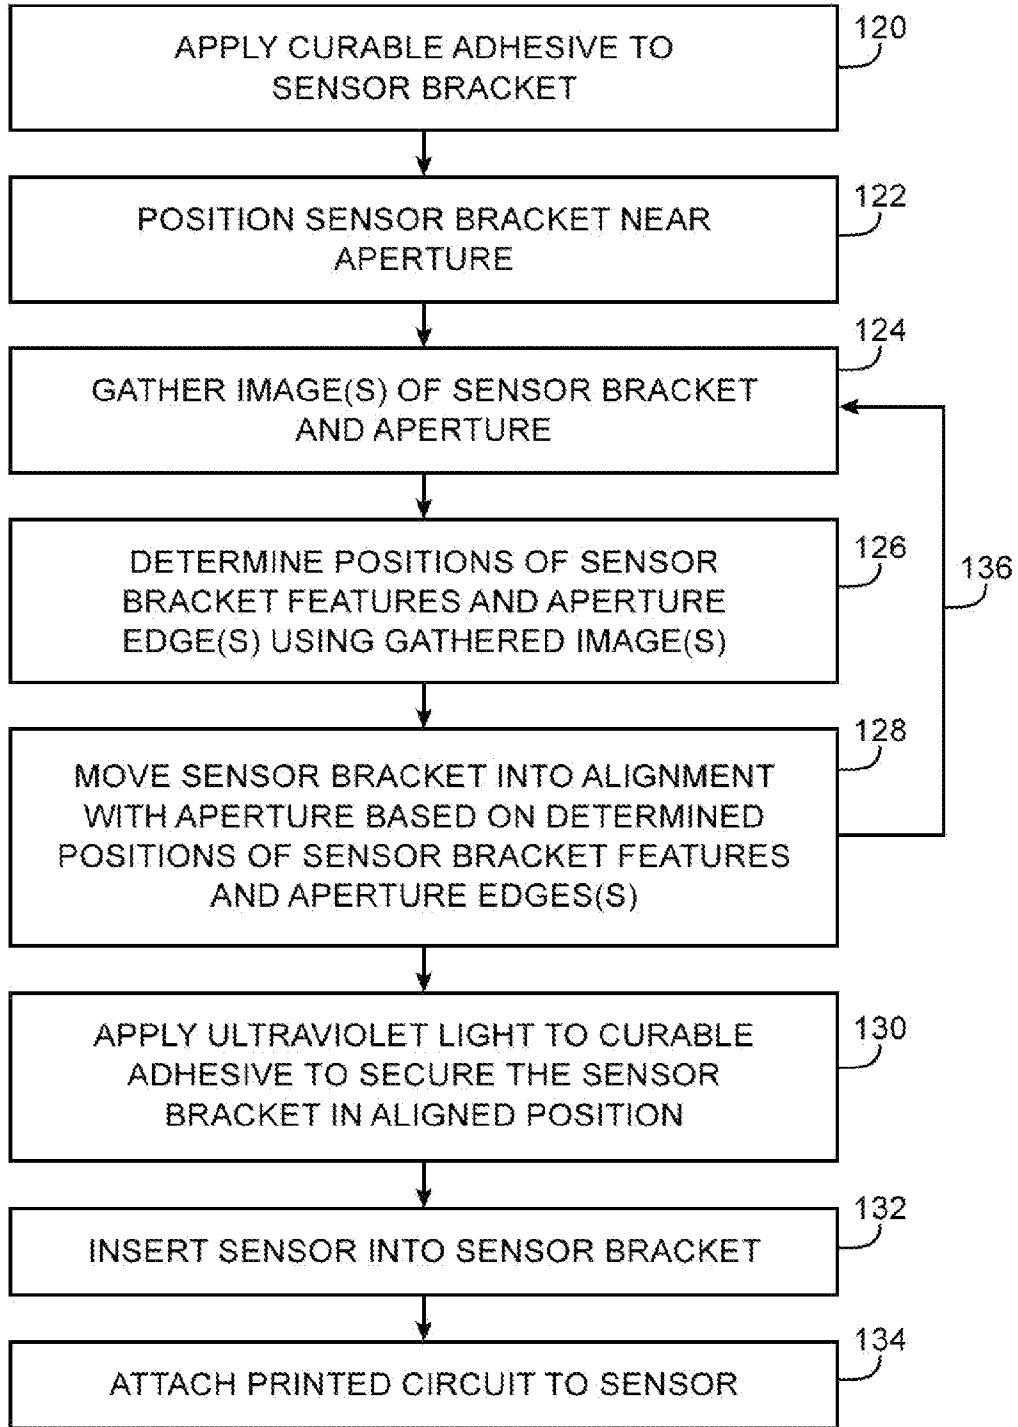 APPLY CURABLE ADHESIVE TO
SENSOR BRACKET
120
POSITION SENSOR BRACKET NEAR
APERTURE
122
GATHER IMAGE(S) OF SENSOR BRACKET
AND APERTURE
124
DETERMINE POSITIONS OF SENSOR
BRACKET FEATURES AND APERTURE
EDGE(S) USING GATHERED IMAGE(S)
126
136
MOVE SENSOR BRACKET INTO ALIGNMENT
WITH APERTURE BASED ON DETERMINED
POSITIONS OF SENSOR BRACKET FEATURES
AND APERTURE EDGES(S)
128
APPLY ULTRAVIOLET LIGHT TO CURABLE
ADHESIVE TO SECURE THE SENSOR
BRACKET IN ALIGNED POSITION
130
INSERT SENSOR INTO SENSOR BRACKET
132
ATTACH PRINTED CIRCUIT TO SENSOR
134